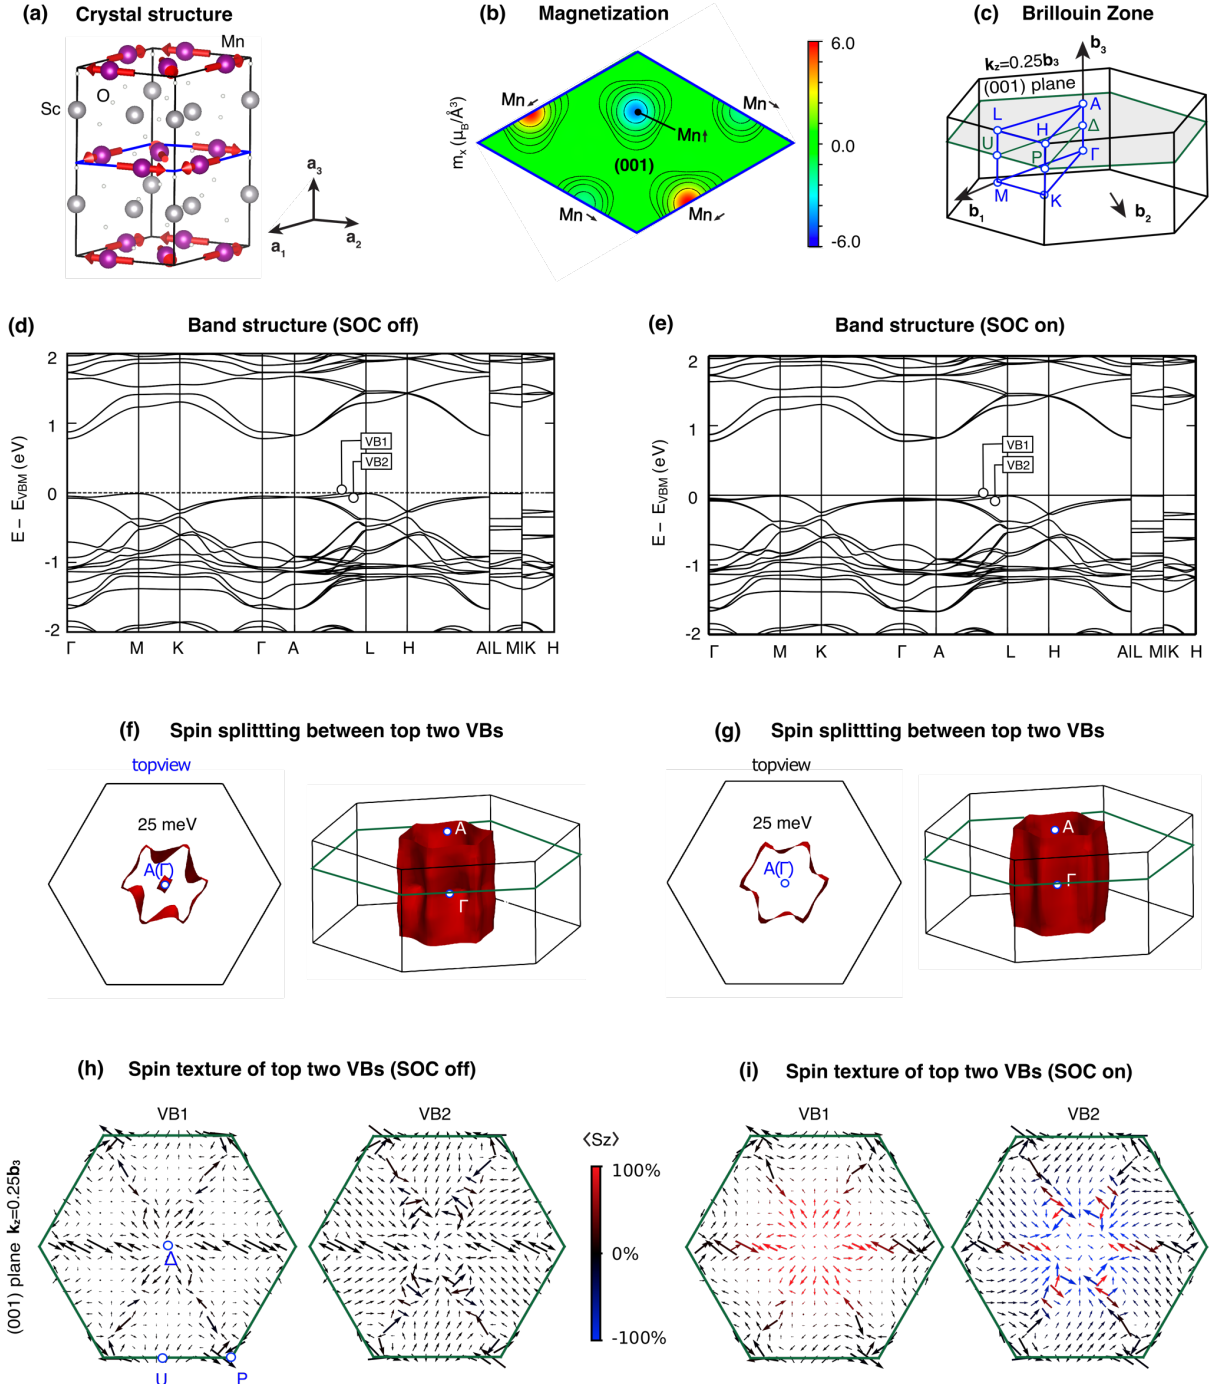 (a) Crystal structure
Mn
Sc
O
a3
a1
a2
(b) Magnetization
mx (μB/Å³)
Mn
Mn
Mn↑
(001)
Mn
Mn
6.0
0.0
-6.0
(c) Brillouin Zone
b3
kz=0.25b3
(001) plane
A
L
H
Δ
U
P
Γ
M
K
b1
b2
(d) Band structure (SOC off)
E − EVBM (eV)
2
1
0
-1
-2
VB1
VB2
Γ M K Γ A L H A|L M|K H
(e) Band structure (SOC on)
E − EVBM (eV)
2
1
0
-1
-2
VB1
VB2
Γ M K Γ A L H A|L M|K H
(f) Spin splittting between top two VBs
topview
25 meV
A(Γ)
A
Γ
(g) Spin splittting between top two VBs
topview
25 meV
A(Γ)
A
Γ
(h) Spin texture of top two VBs (SOC off)
VB1
VB2
(001) plane kz=0.25b3
Δ
U
P
⟨Sz⟩
100%
0%
-100%
(i) Spin texture of top two VBs (SOC on)
VB1
VB2